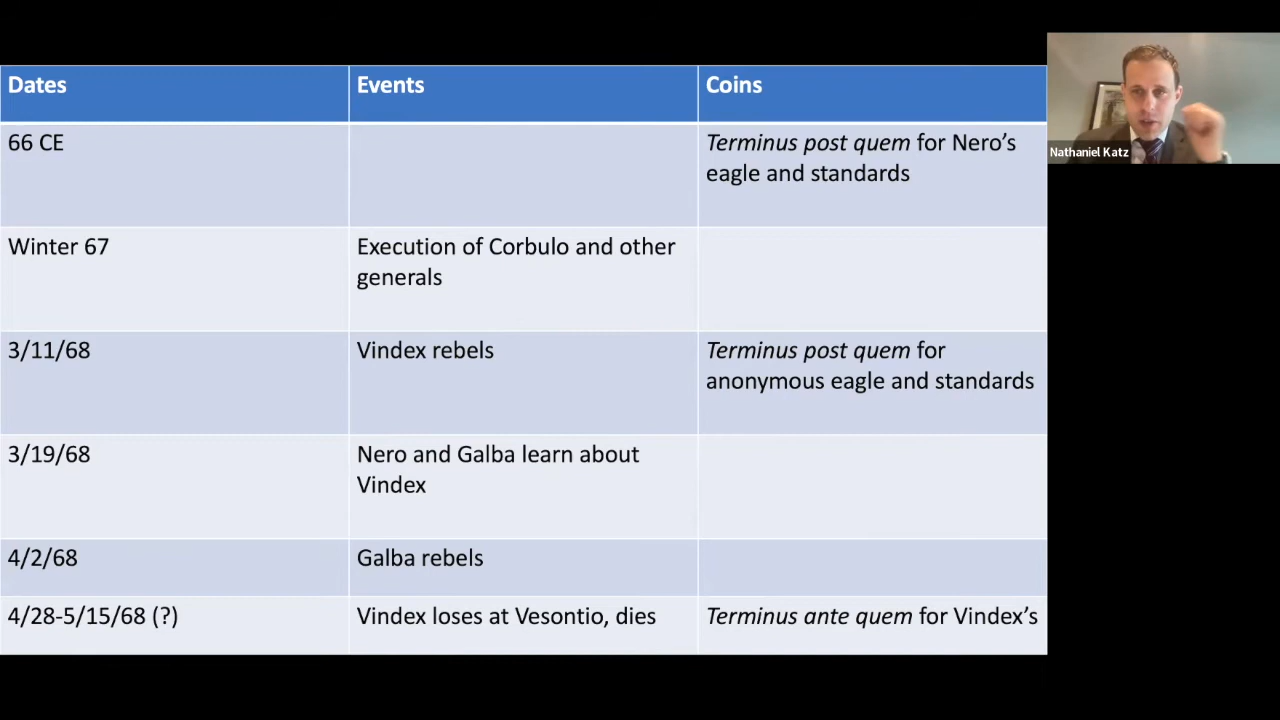 Dates
Events
Coins
66 CE
Terminus post quem for Nero’s
eagle and standards
Winter 67
Execution of Corbulo and other
generals
3/11/68
Vindex rebels
Terminus post quem for
anonymous eagle and standards
3/19/68
Nero and Galba learn about
Vindex
4/2/68
Galba rebels
4/28-5/15/68 (?)
Vindex loses at Vesontio, dies
Terminus ante quem for Vindex’s
Nathaniel Katz